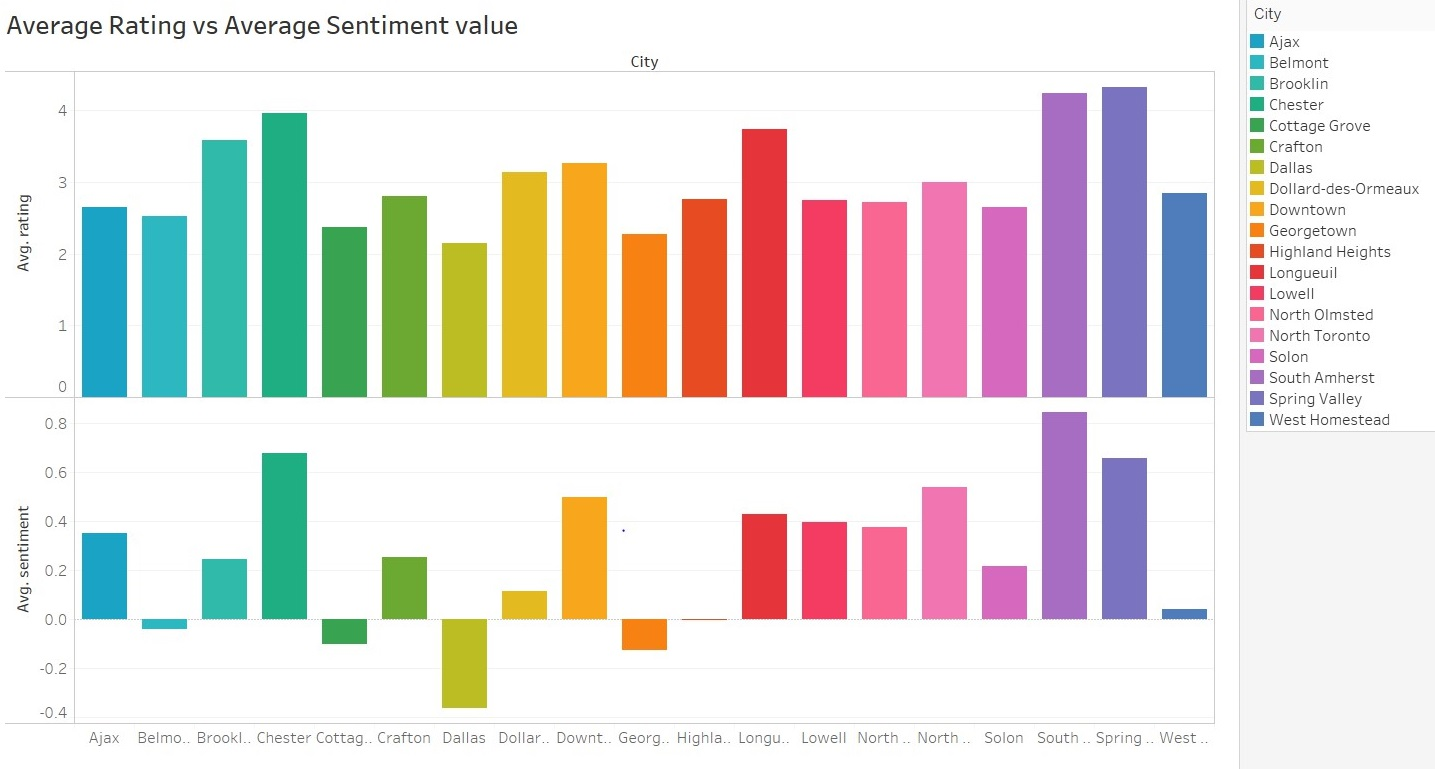 Average Rating vs Average Sentiment value
City
Avg. rating
4
3
2
1
0
Avg. sentiment
0.8
0.6
0.4
0.2
0.0
-0.2
-0.4
Ajax Belmo.. Brookl.. Chester Cottag.. Crafton Dallas Dollar.. Downt.. Georg.. Highla.. Longu.. Lowell North .. North .. Solon South .. Spring .. West ..
City
Ajax
Belmont
Brooklin
Chester
Cottage Grove
Crafton
Dallas
Dollard-des-Ormeaux
Downtown
Georgetown
Highland Heights
Longueuil
Lowell
North Olmsted
North Toronto
Solon
South Amherst
Spring Valley
West Homestead